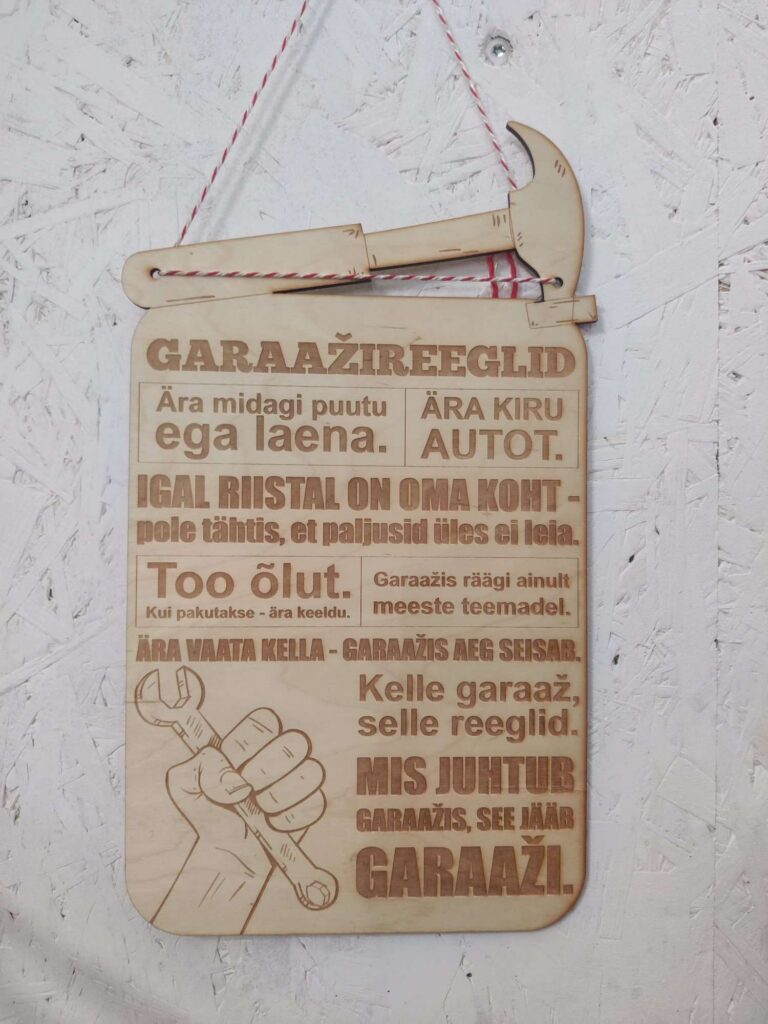 GARAAŽIREEGLID
Ära midagi puutu
ega laena.
ÄRA KIRU
AUTOT.
IGAL RIISTAL ON OMA KOHT -
pole tähtis, et paljusid üles ei leia.
Too õlut.
Kui pakutakse - ära keeldu.
Garaažis räägi ainult
meeste teemadel.
ÄRA VAATA KELLA - GARAAŽIS AEG SEISAB.
Kelle garaaž,
selle reeglid.
MIS JUHTUB
GARAAŽIS, SEE JÄÄB
GARAAŽI.